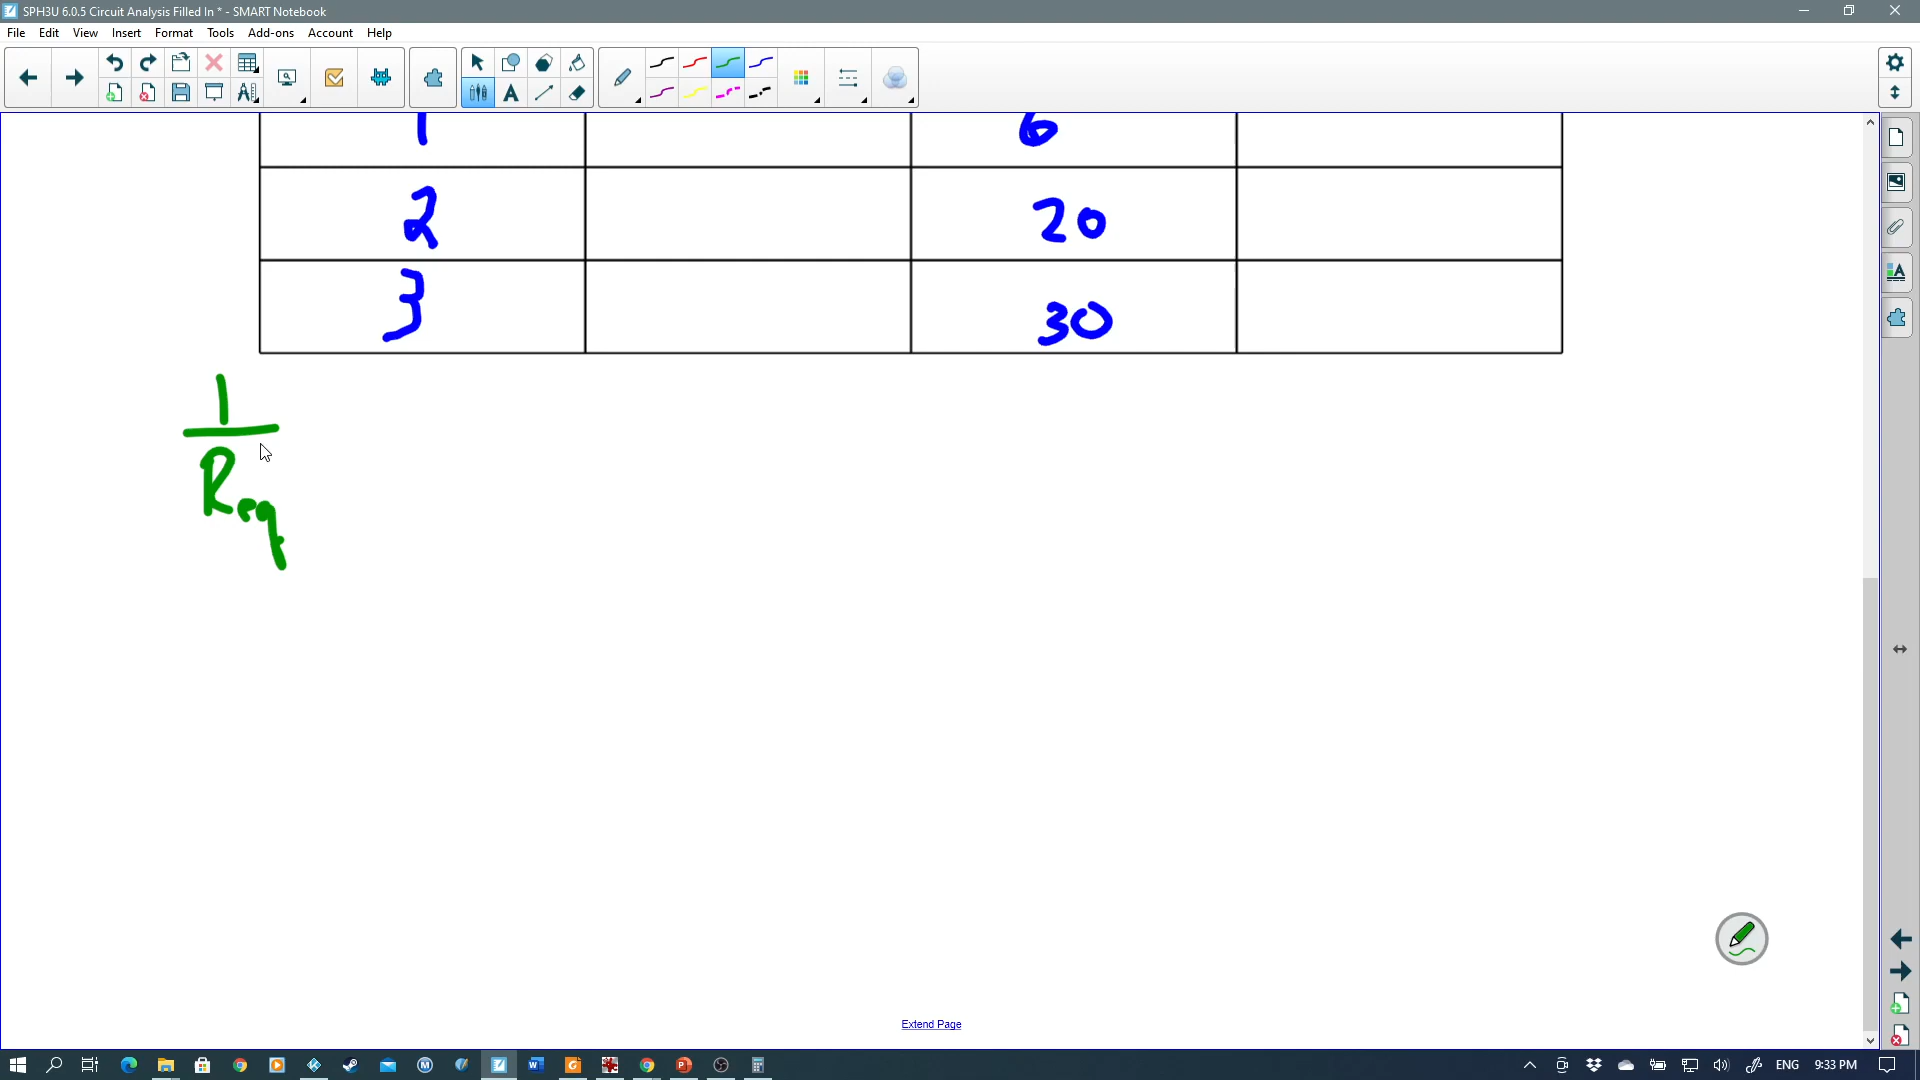 SPH3U 6.0.5 Circuit Analysis Filled In * - SMART Notebook
File Edit View Insert Format Tools Add-ons Account Help
1 6
2 20
3 30
1
Req
Extend Page
ENG 9:33 PM